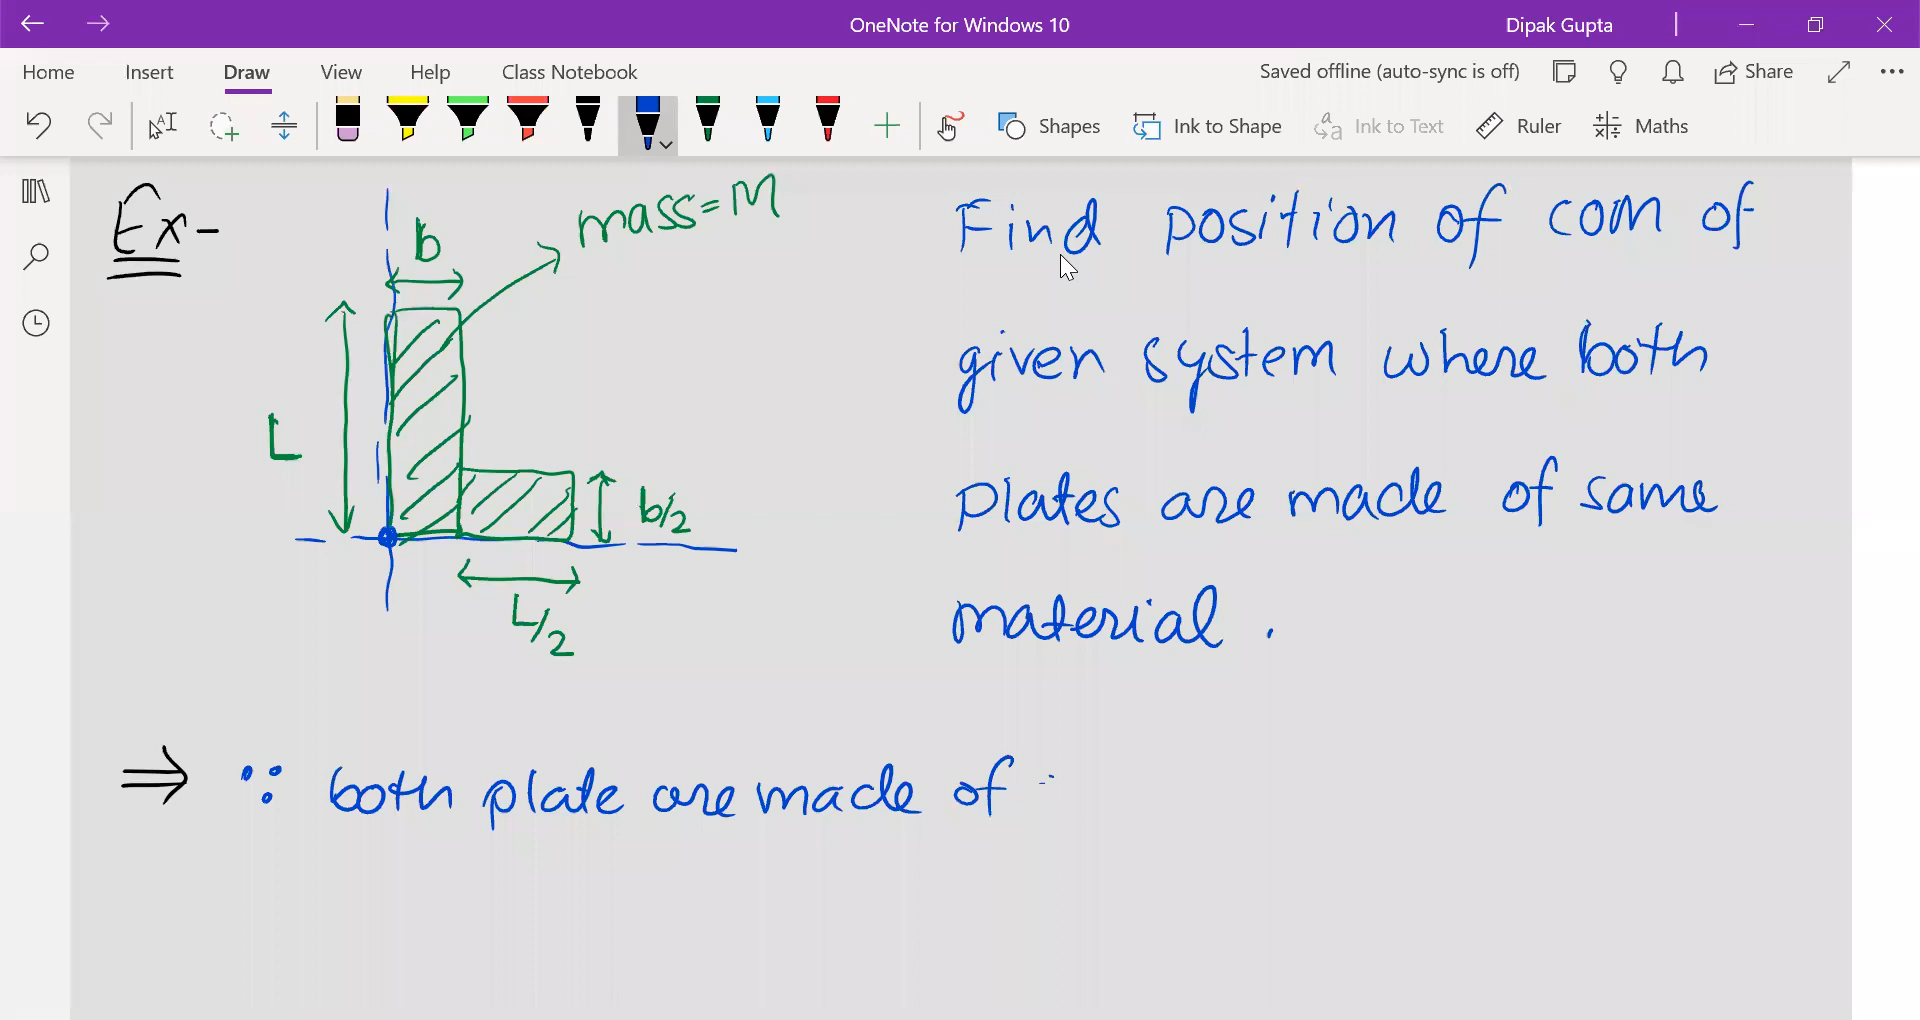 OneNote for Windows 10
Dipak Gupta
Home Insert Draw View Help Class Notebook
Saved offline (auto-sync is off) Share
Shapes Ink to Shape Ink to Text Ruler Maths
Ex-
mass=M
b
L
b/2
L/2
Find position of COM of
given system where both
plates are made of same
material.
⇒ ∵ both plate are made of